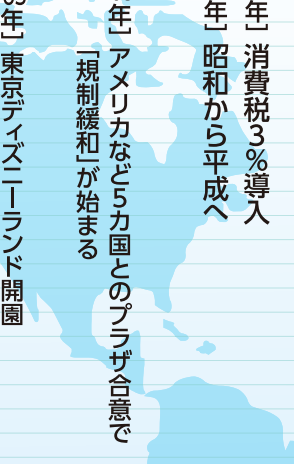 年］ 消費税3%導入
年］ 昭和から平成へ
年］ アメリカなど5カ国とのプラザ合意で
「規制緩和」が始まる
年］ 東京ディズニーランド開園